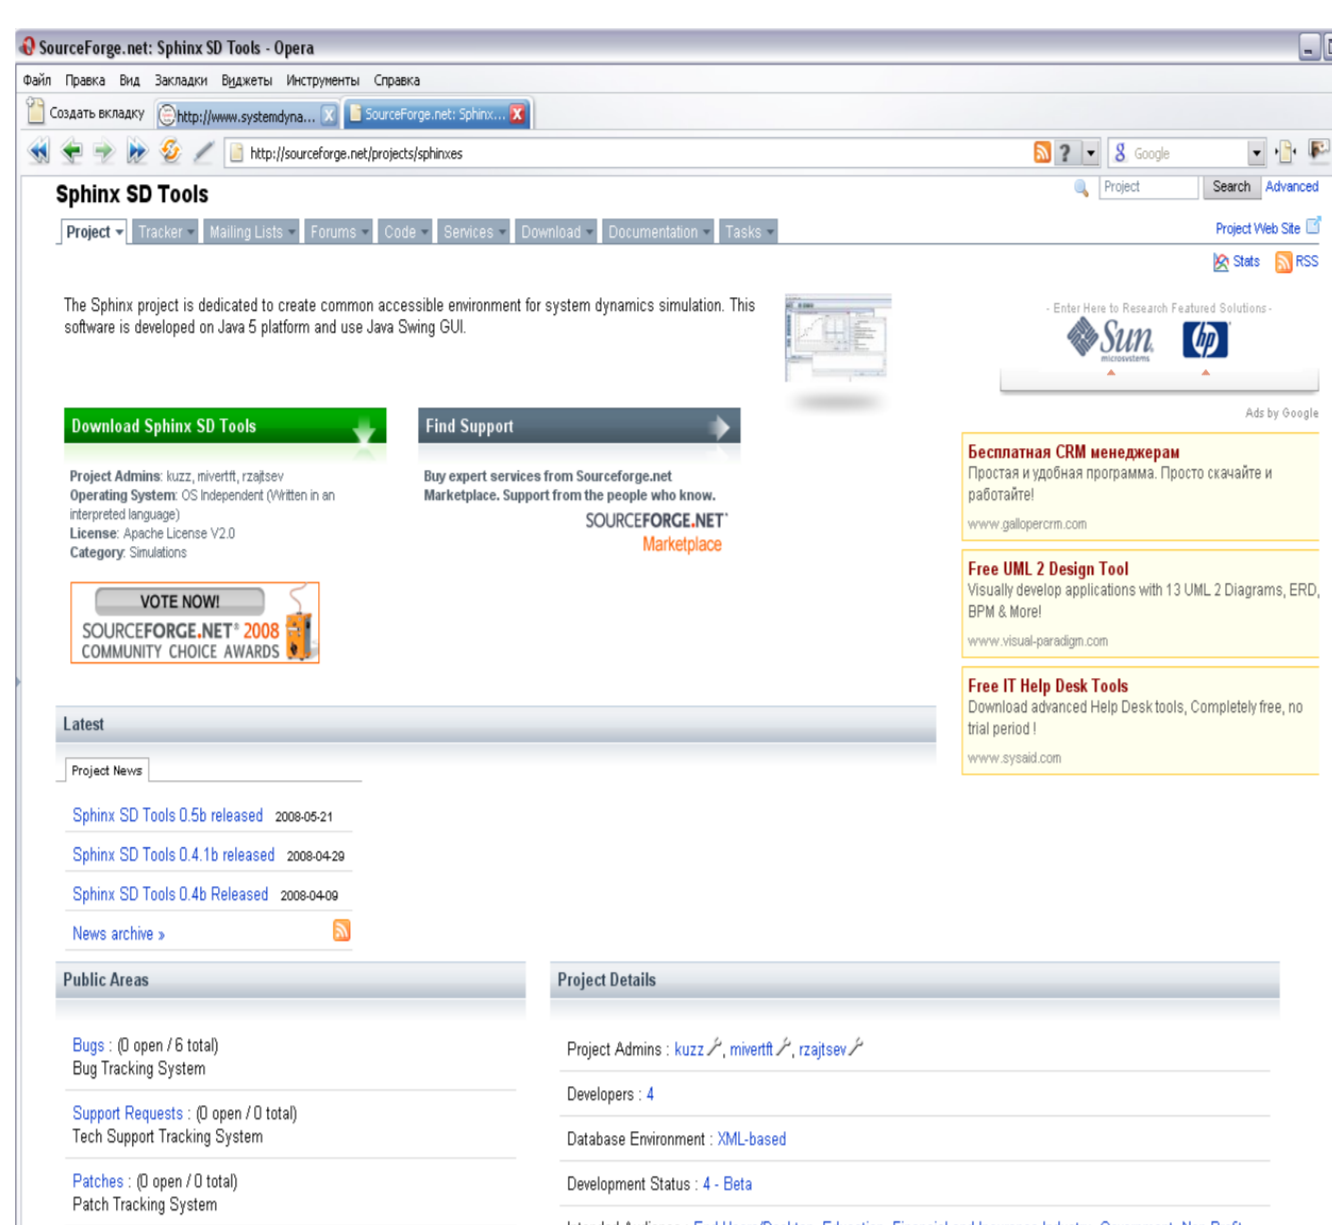 SourceForge.net: Sphinx SD Tools - Opera
Файл Правка Вид Закладки Виджеты Инструменты Справка
Создать вкладку http://www.systemdyna... SourceForge.net: Sphinx...
http://sourceforge.net/projects/sphinxes ? Google
Sphinx SD Tools
Project Search Advanced
Project Tracker Mailing Lists Forums Code Services Download Documentation Tasks
Project Web Site
Stats RSS
The Sphinx project is dedicated to create common accessible environment for system dynamics simulation. This
software is developed on Java 5 platform and use Java Swing GUI.
- Enter Here to Research Featured Solutions -
Sun
microsystems
hp
Ads by Google
Download Sphinx SD Tools
Project Admins: kuzz, mivertft, rzajtsev
Operating System: OS Independent (Written in an
interpreted language)
License: Apache License V2.0
Category: Simulations
Find Support
Buy expert services from Sourceforge.net
Marketplace. Support from the people who know.
SOURCEFORGE.NET
Marketplace
VOTE NOW!
SOURCEFORGE.NET® 2008
COMMUNITY CHOICE AWARDS
Бесплатная CRM менеджерам
Простая и удобная программа. Просто скачайте и
работайте!
www.gallopercrm.com
Free UML 2 Design Tool
Visually develop applications with 13 UML 2 Diagrams, ERD,
BPM & More!
www.visual-paradigm.com
Free IT Help Desk Tools
Download advanced Help Desk tools, Completely free, no
trial period !
www.sysaid.com
Latest
Project News
Sphinx SD Tools 0.5b released 2008-05-21
Sphinx SD Tools 0.4.1b released 2008-04-29
Sphinx SD Tools 0.4b Released 2008-04-09
News archive »
Public Areas
Bugs : (0 open / 6 total)
Bug Tracking System
Support Requests : (0 open / 0 total)
Tech Support Tracking System
Patches : (0 open / 0 total)
Patch Tracking System
Project Details
Project Admins : kuzz , mivertft , rzajtsev
Developers : 4
Database Environment : XML-based
Development Status : 4 - Beta